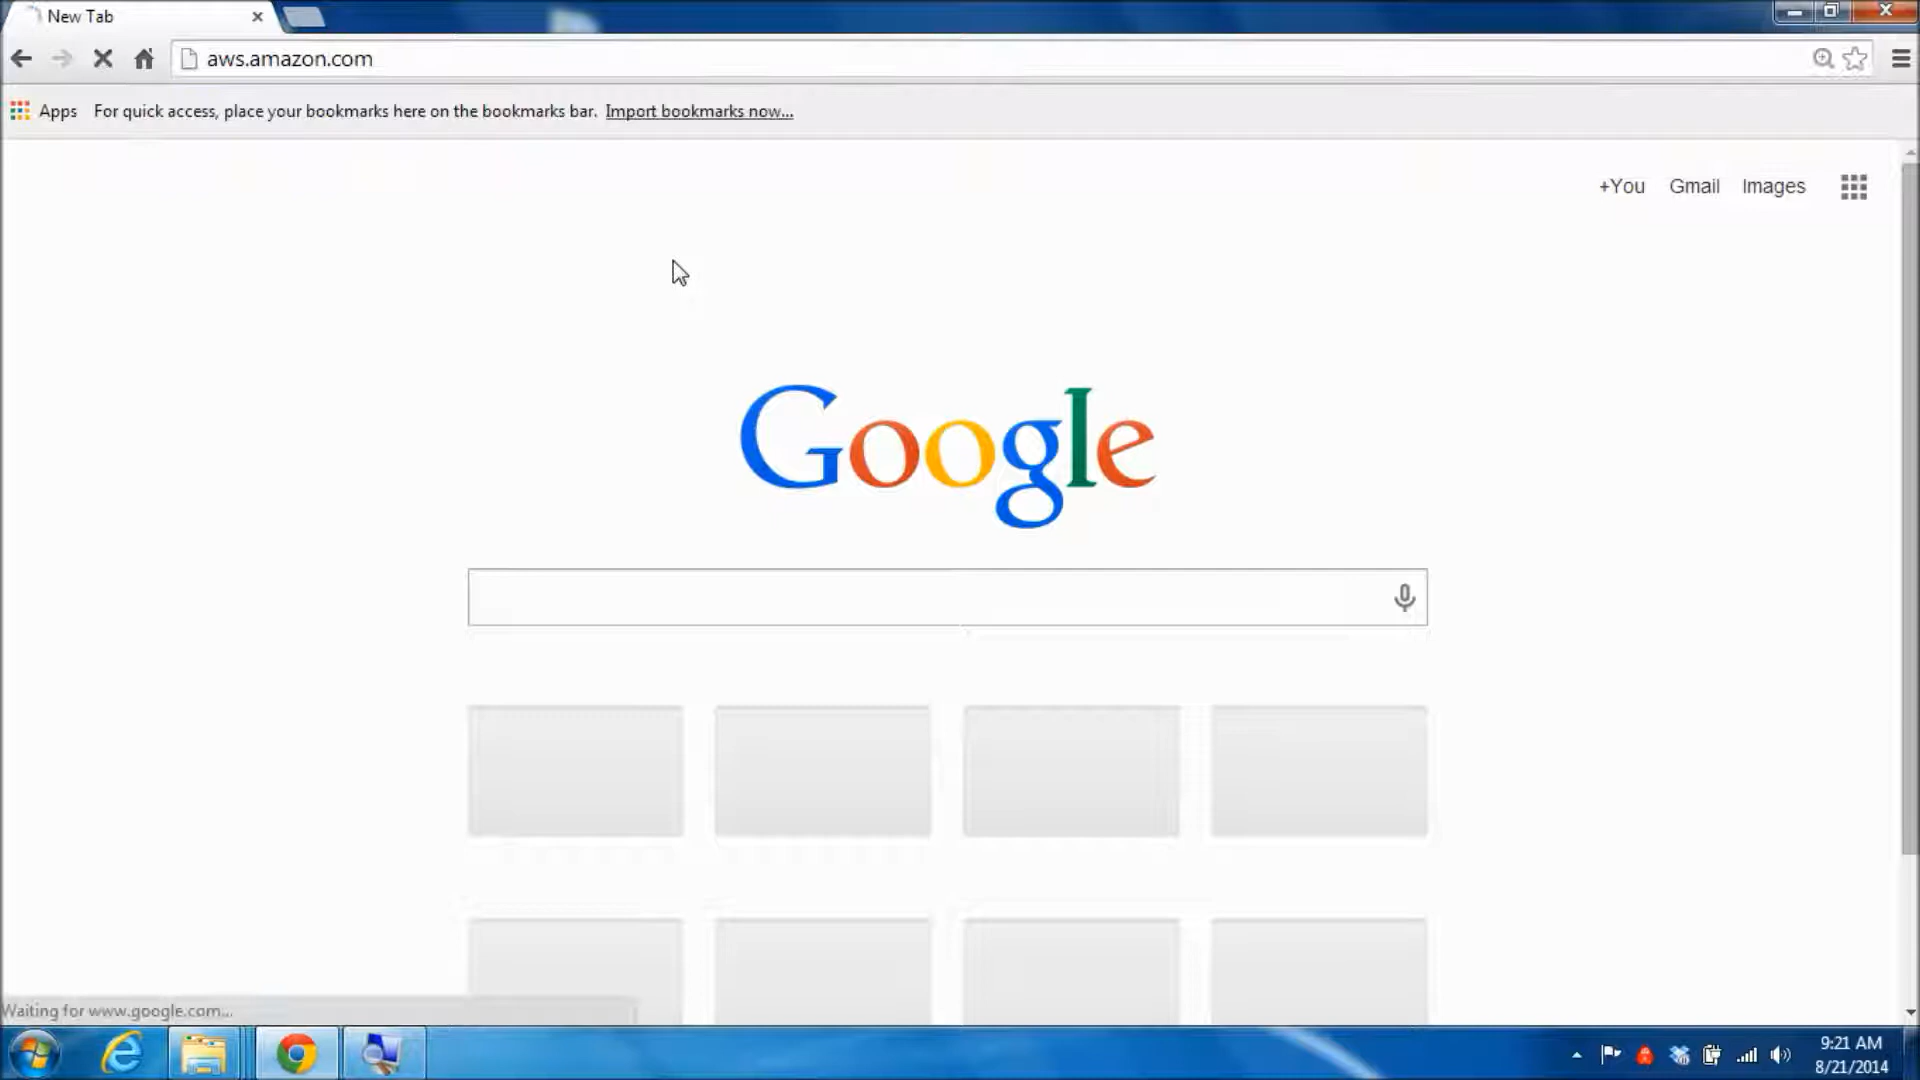 New Tab
aws.amazon.com
Apps For quick access, place your bookmarks here on the bookmarks bar. Import bookmarks now...
+You Gmail Images
Google
Waiting for www.google.com...
9:21 AM
8/21/2014